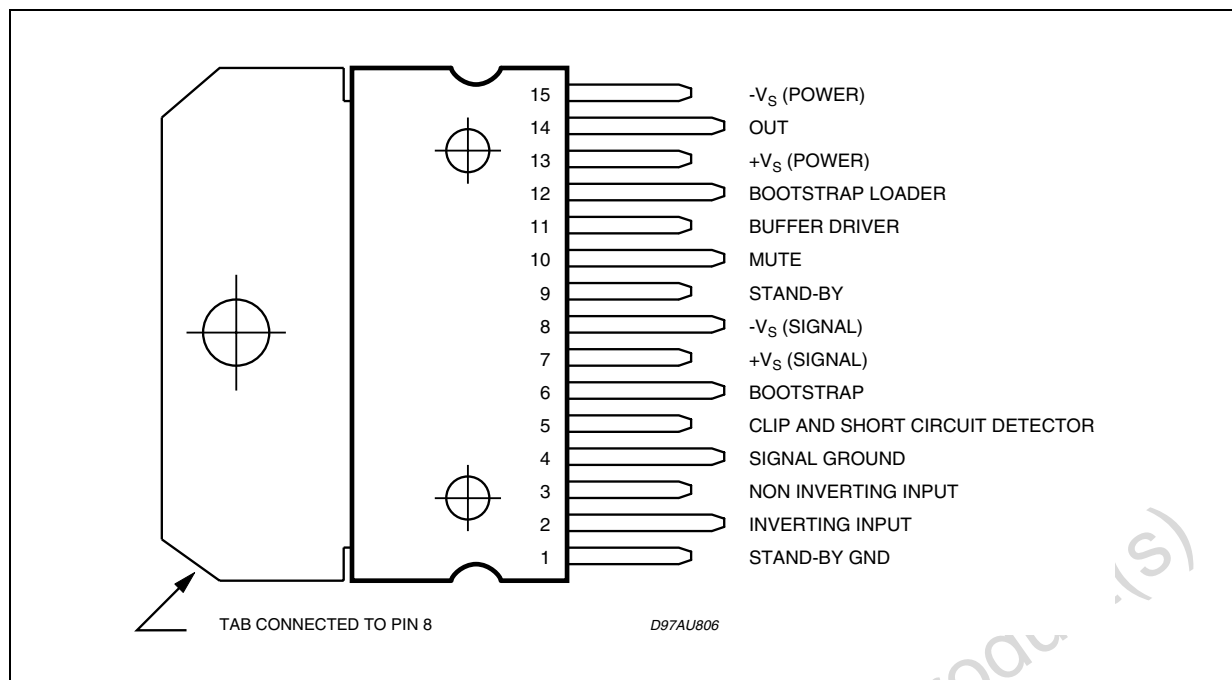 15 -VS (POWER)
14 OUT
13 +VS (POWER)
12 BOOTSTRAP LOADER
11 BUFFER DRIVER
10 MUTE
9 STAND-BY
8 -VS (SIGNAL)
7 +VS (SIGNAL)
6 BOOTSTRAP
5 CLIP AND SHORT CIRCUIT DETECTOR
4 SIGNAL GROUND
3 NON INVERTING INPUT
2 INVERTING INPUT
1 STAND-BY GND
TAB CONNECTED TO PIN 8
D97AU806